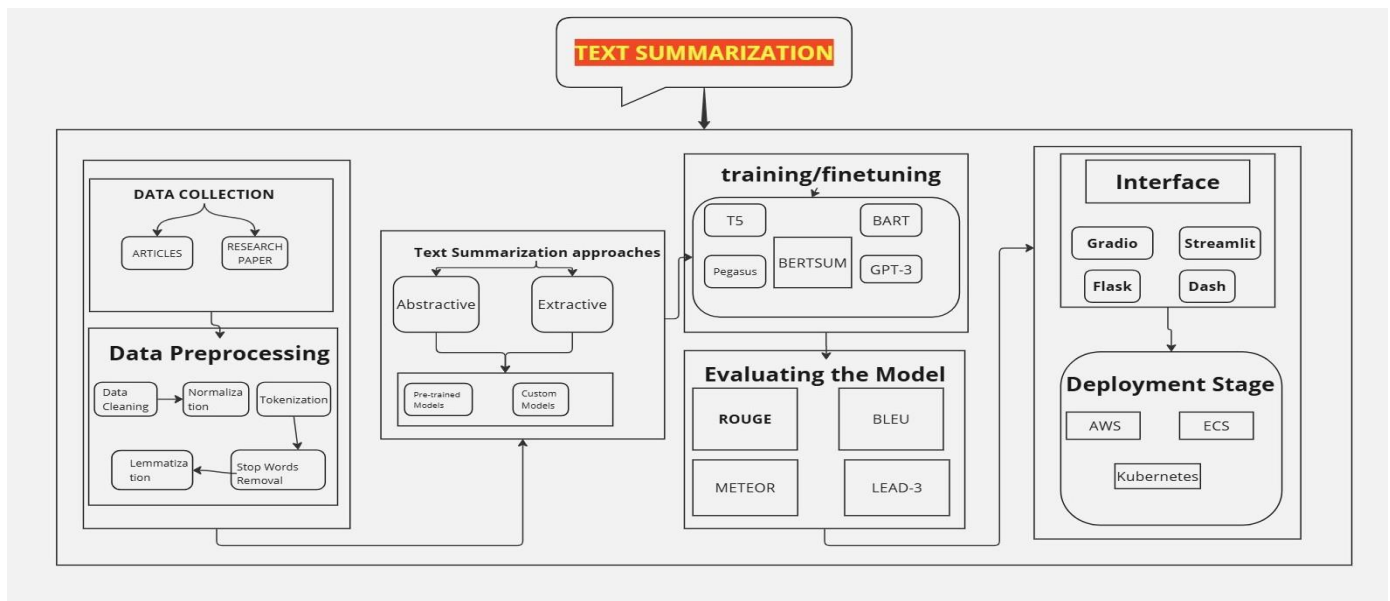 TEXT SUMMARIZATION
DATA COLLECTION
ARTICLES
RESEARCH
PAPER
Data Preprocessing
Data
Cleaning
Normaliza
tion
Tokenization
Lemmatiza
tion
Stop Words
Removal
Text Summarization approaches
Abstractive
Extractive
Pre-trained
Models
Custom
Models
training/finetuning
T5
BART
BERTSUM
Pegasus
GPT-3
Evaluating the Model
ROUGE
BLEU
METEOR
LEAD-3
Interface
Gradio
Streamlit
Flask
Dash
Deployment Stage
AWS
ECS
Kubernetes